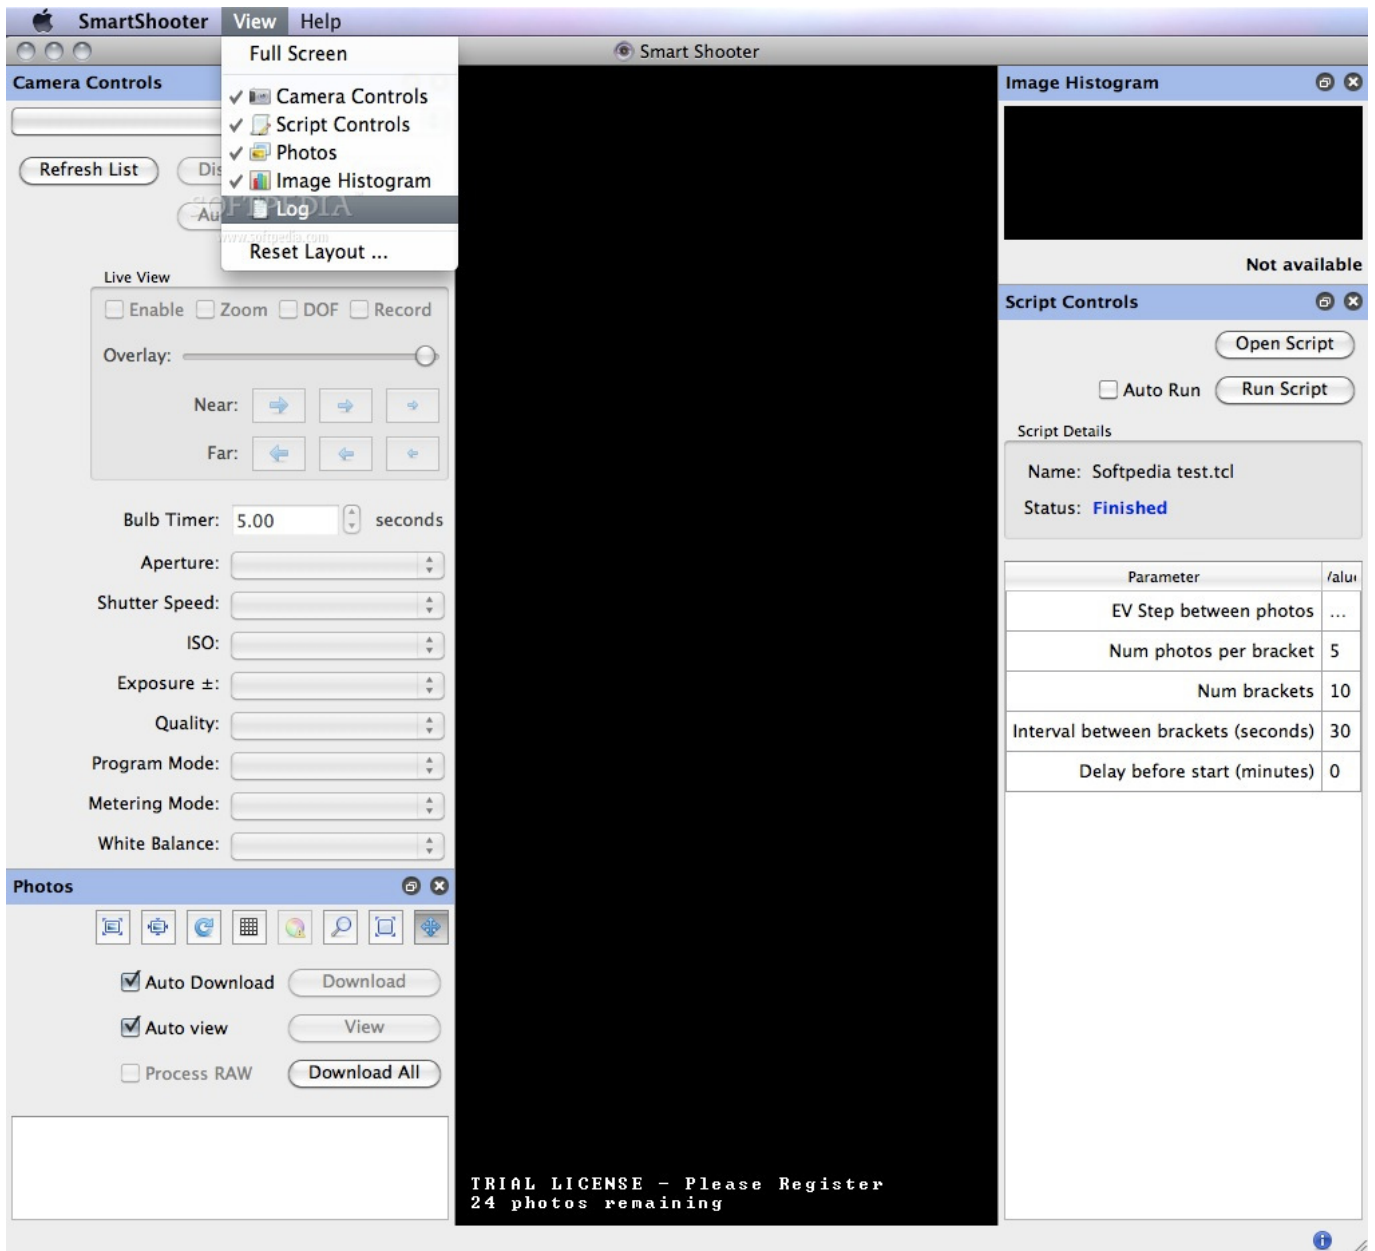 SmartShooter View Help
Smart Shooter
Full Screen
Camera Controls
Script Controls
Photos
Image Histogram
Log
Reset Layout ...
SOFTPEDIA
www.softpedia.com
Camera Controls
Refresh List
Live View
Enable Zoom DOF Record
Overlay:
Near:
Far:
Bulb Timer: 5.00 seconds
Aperture:
Shutter Speed:
ISO:
Exposure ±:
Quality:
Program Mode:
Metering Mode:
White Balance:
Photos
Auto Download Download
Auto view View
Process RAW Download All
TRIAL LICENSE - Please Register
24 photos remaining
Image Histogram
Not available
Script Controls
Open Script
Auto Run Run Script
Script Details
Name: Softpedia test.tcl
Status: Finished
Parameter
EV Step between photos ...
Num photos per bracket 5
Num brackets 10
Interval between brackets (seconds) 30
Delay before start (minutes) 0